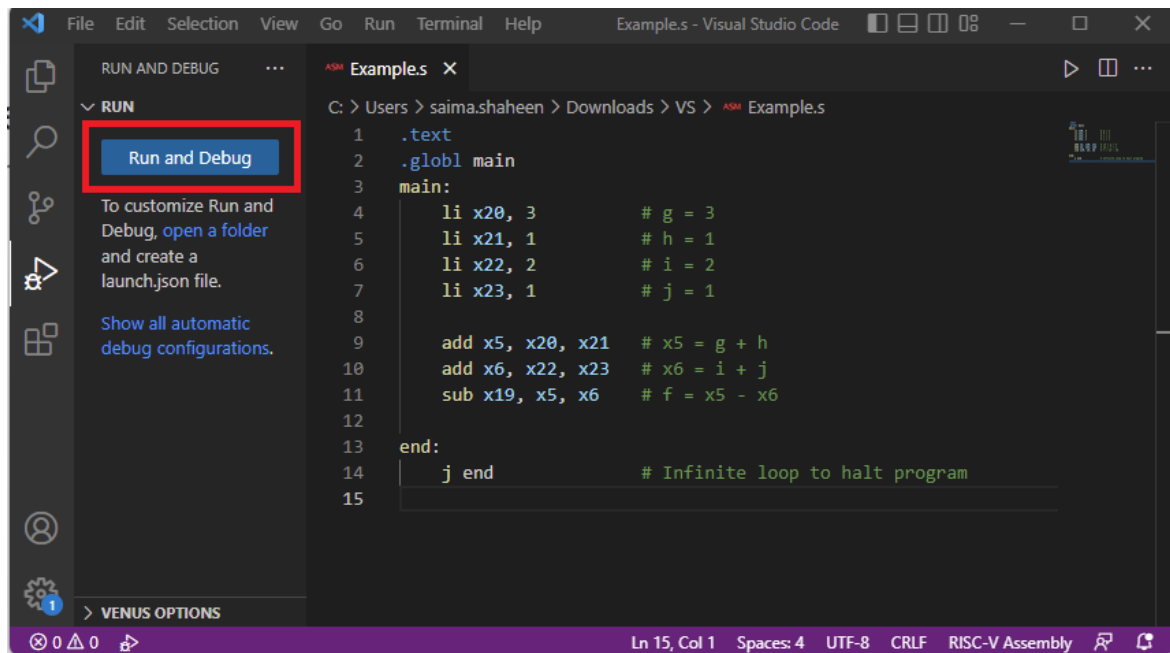 File Edit Selection View Go Run Terminal Help Example.s - Visual Studio Code
RUN AND DEBUG ...
RUN
Run and Debug
To customize Run and
Debug, open a folder
and create a
launch.json file.
Show all automatic
debug configurations.
VENUS OPTIONS
ASM Example.s
C: > Users > saima.shaheen > Downloads > VS > ASM Example.s
1 .text
2 .globl main
3 main:
4 li x20, 3 # g = 3
5 li x21, 1 # h = 1
6 li x22, 2 # i = 2
7 li x23, 1 # j = 1
8
9 add x5, x20, x21 # x5 = g + h
10 add x6, x22, x23 # x6 = i + j
11 sub x19, x5, x6 # f = x5 - x6
12
13 end:
14 j end # Infinite loop to halt program
15
1
0 0 Ln 15, Col 1 Spaces: 4 UTF-8 CRLF RISC-V Assembly